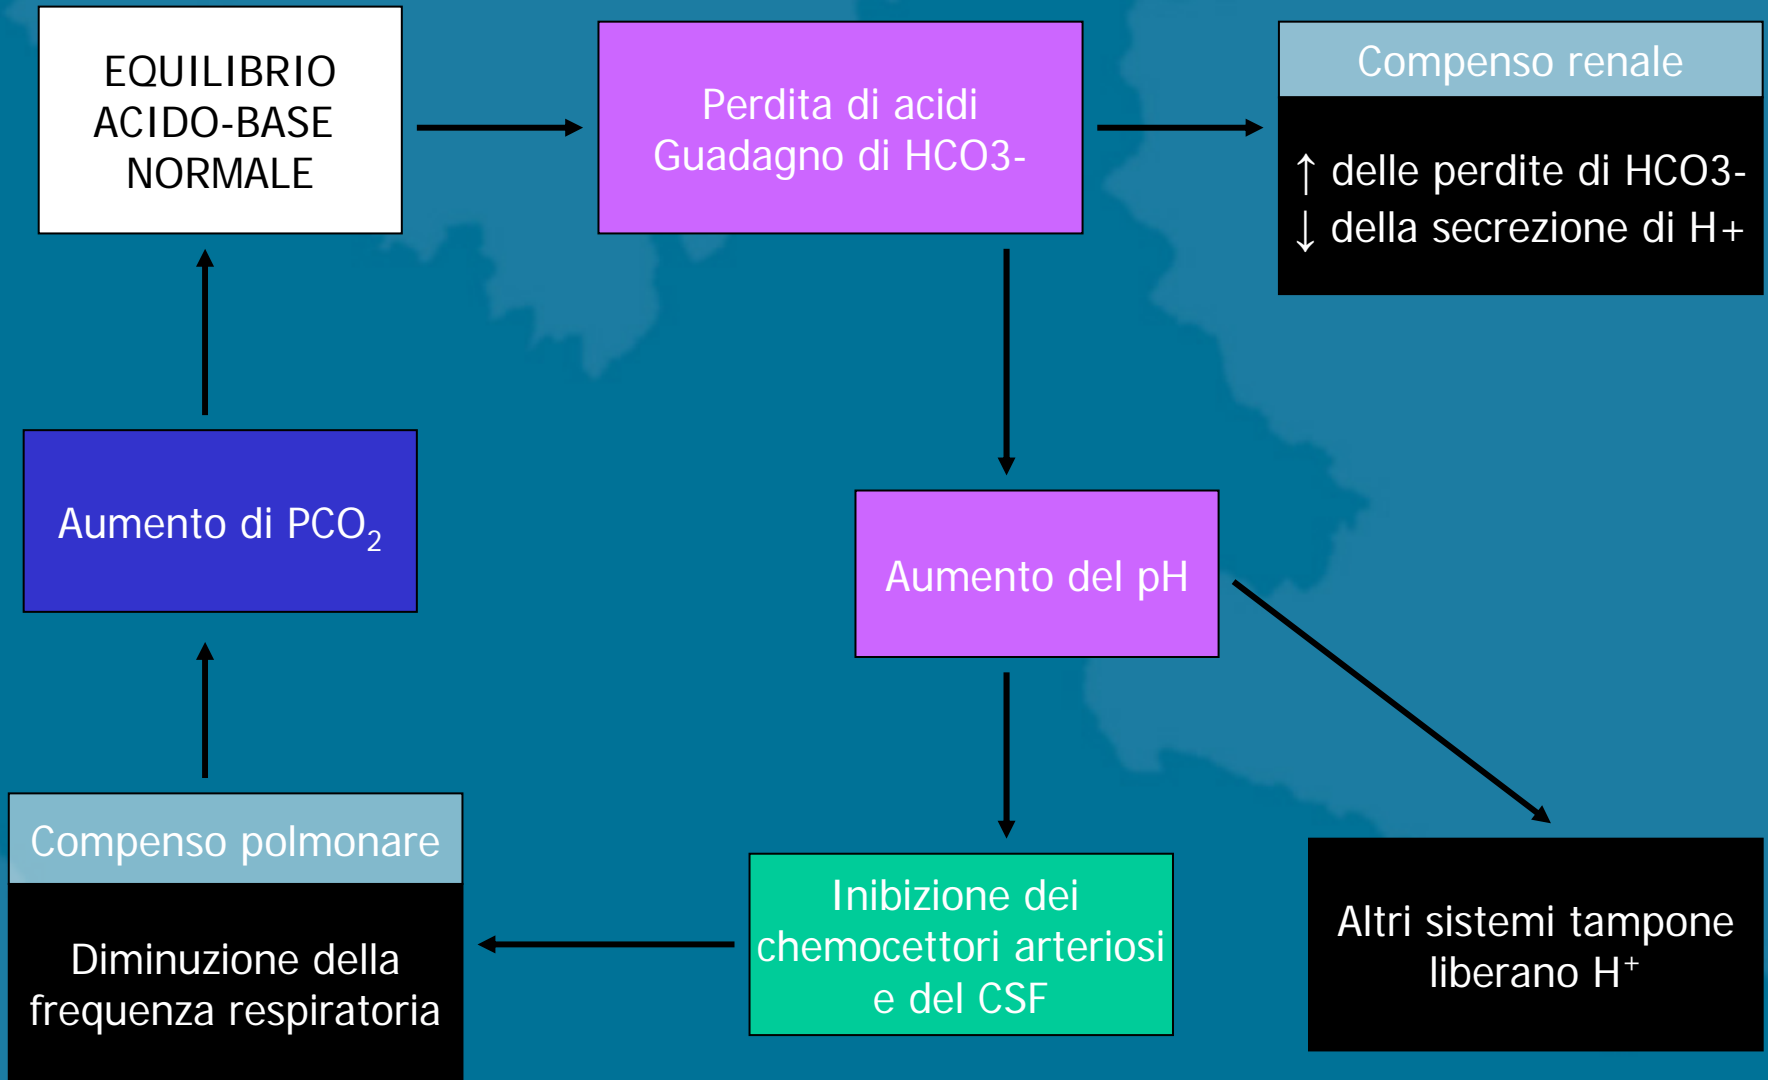 EQUILIBRIO
ACIDO-BASE
NORMALE
Perdita di acidi
Guadagno di HCO3-
Compenso renale
↑ delle perdite di HCO3-
↓ della secrezione di H+
Aumento di PCO₂
Aumento del pH
Compenso polmonare
Diminuzione della
frequenza respiratoria
Inibizione dei
chemocettori arteriosi
e del CSF
Altri sistemi tampone
liberano H⁺